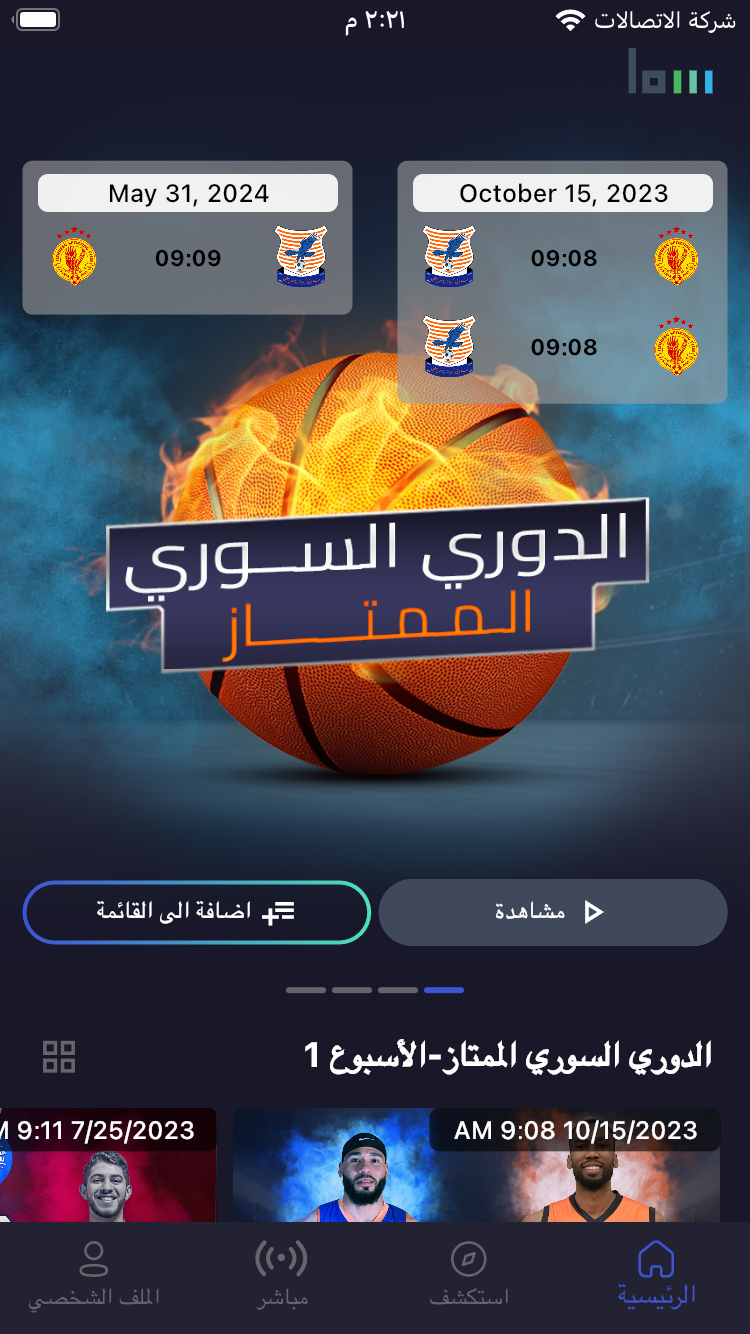 شركة الاتصالات
٢:٢١ م
October 15, 2023
09:08
09:08
May 31, 2024
09:09
الدوري السوري
الممتاز
مشاهدة
اضافة الى القائمة
الدوري السوري الممتاز-الأسبوع 1
AM 9:08 10/15/2023
M 9:11 7/25/2023
الرئيسية
استكشف
مباشر
الملف الشخصي